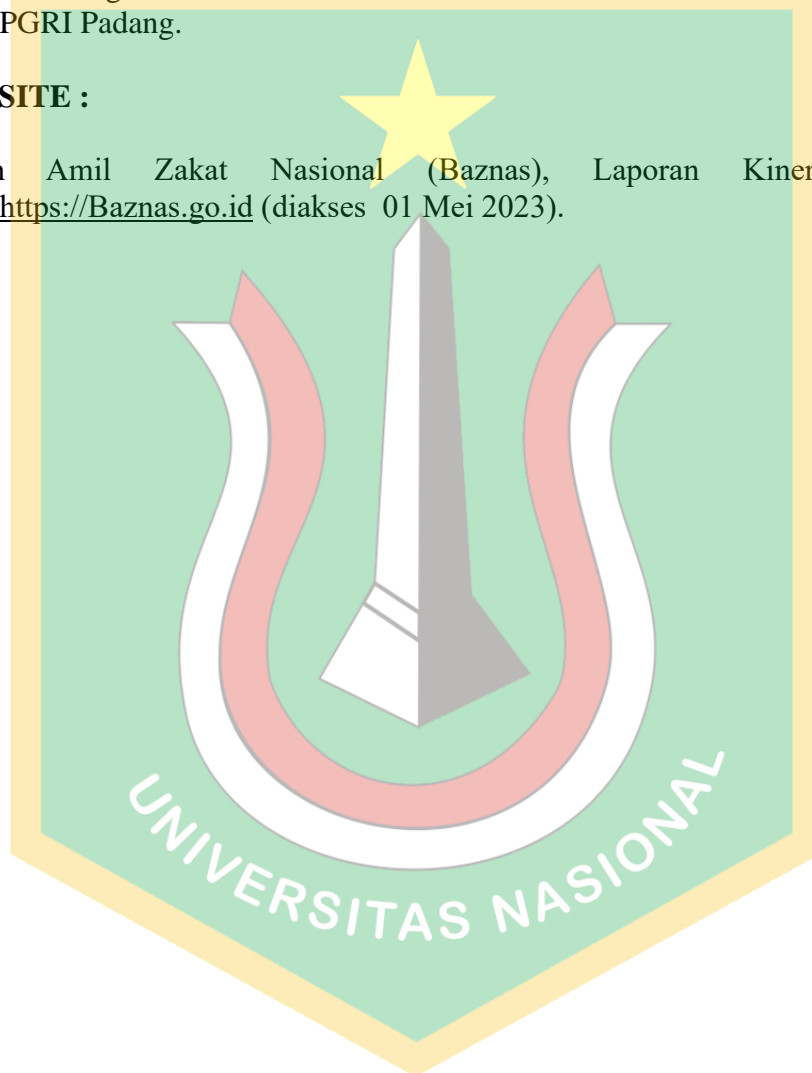 PGRI Padang.
SITE :
Amil Zakat Nasional (Baznas), Laporan Kiner
https://Baznas.go.id (diakses 01 Mei 2023).
UNIVERSITAS NASIONAL